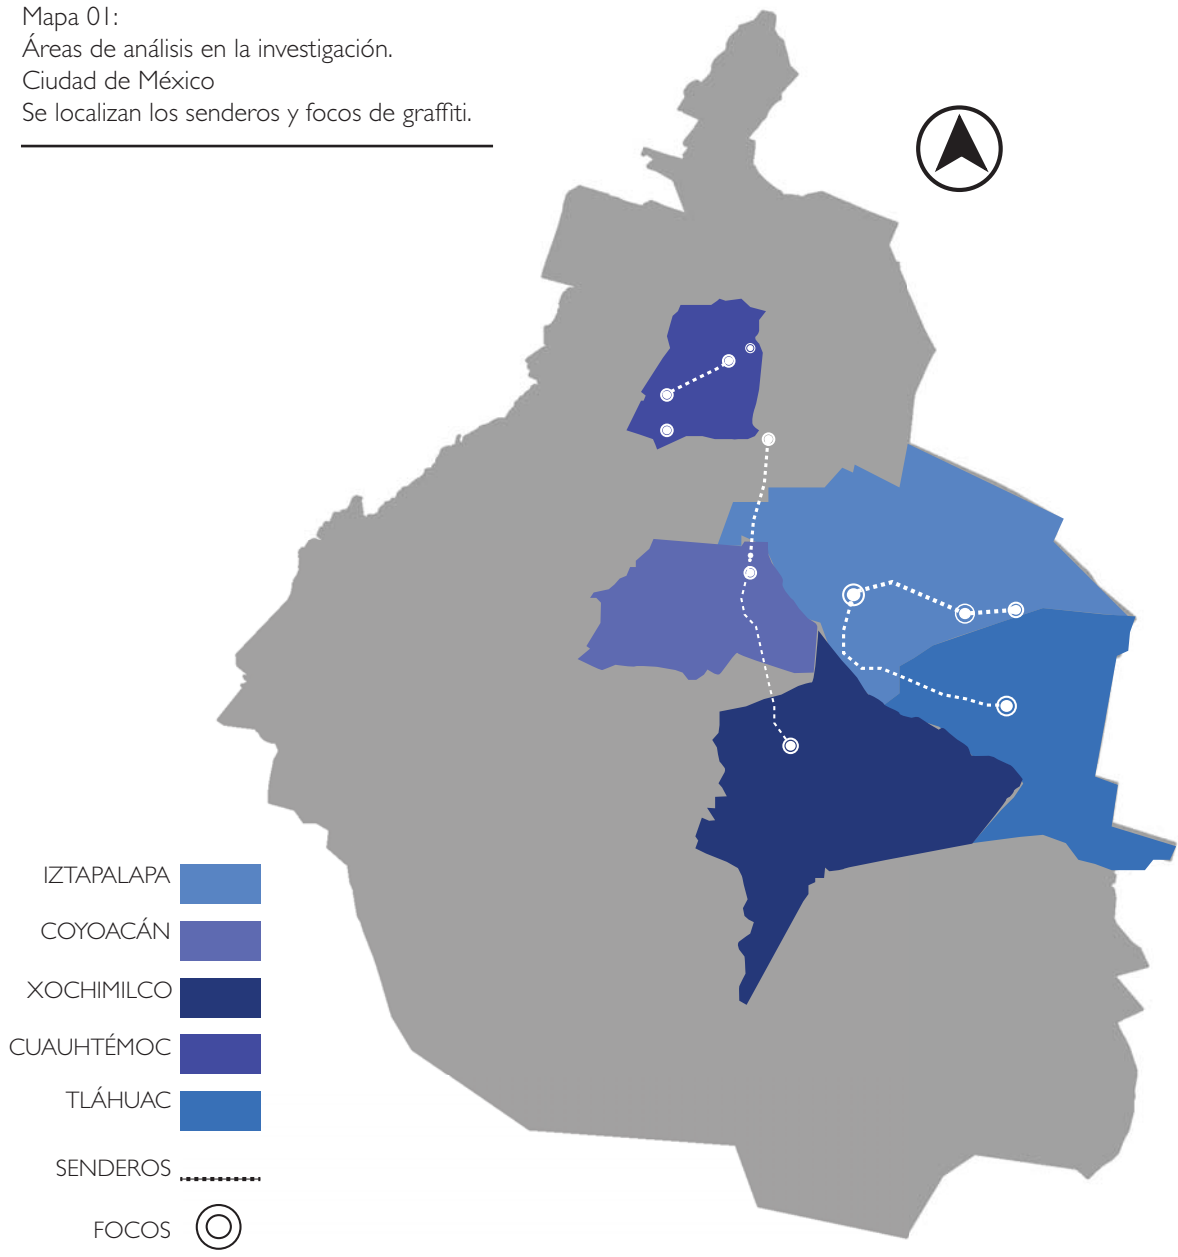 Mapa 01:
Áreas de análisis en la investigación.
Ciudad de México
Se localizan los senderos y focos de graffiti.
IZTAPALAPA
COYOACÁN
XOCHIMILCO
CUAUHTÉMOC
TLÁHUAC
SENDEROS
FOCOS